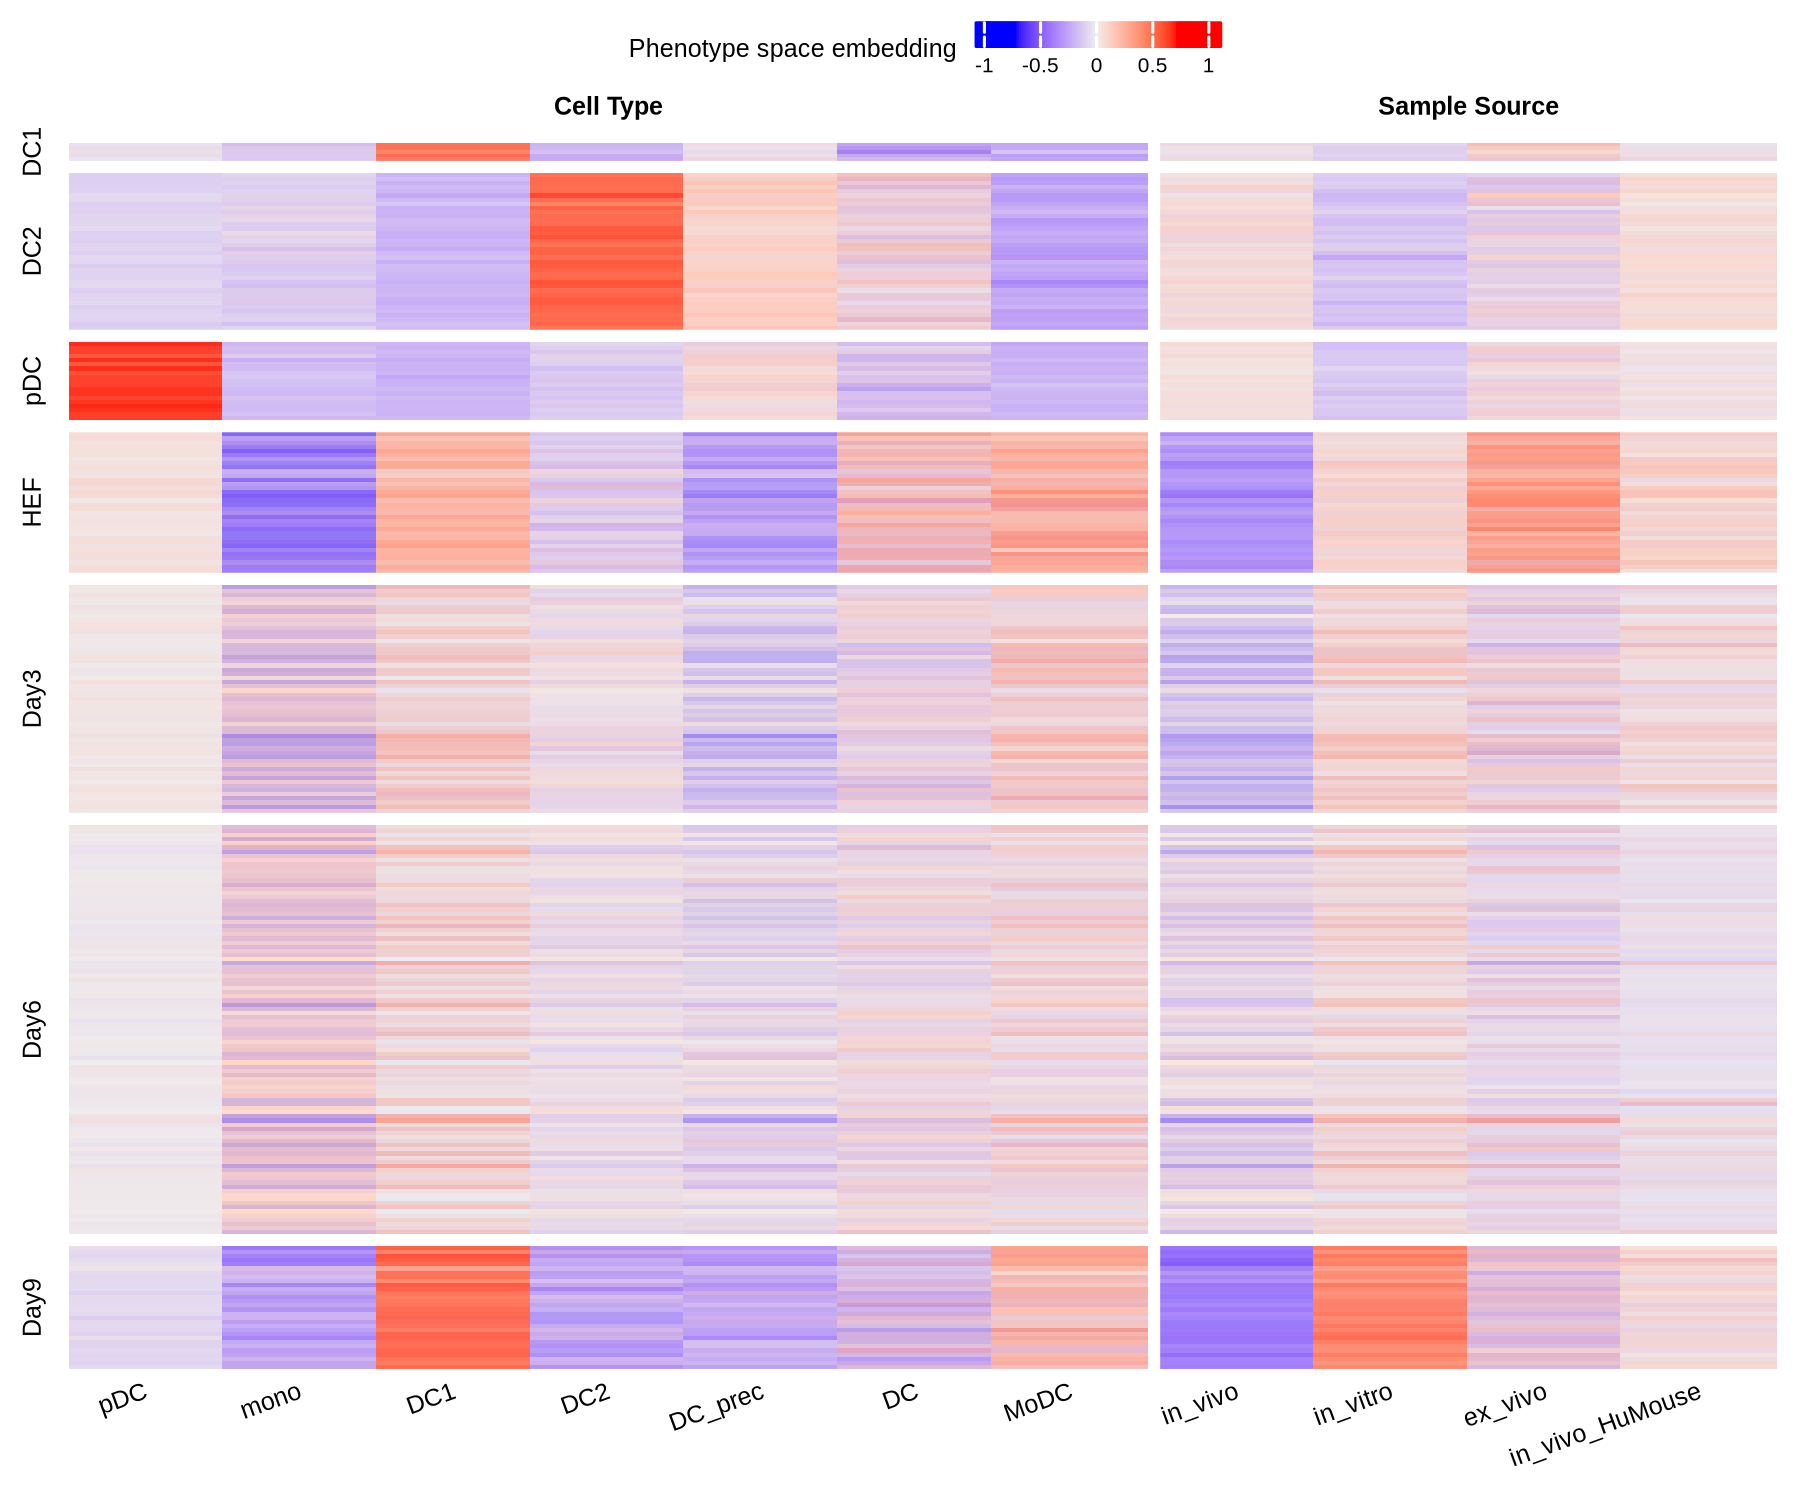 Phenotype space embedding
-1 -0.5 0 0.5 1
Cell Type Sample Source
DC1
DC2
pDC
HEF
Day3
Day6
Day9
pDC mono DC1 DC2 DC_prec DC MoDC in_vivo in_vitro ex_vivo in_vivo_HuMouse